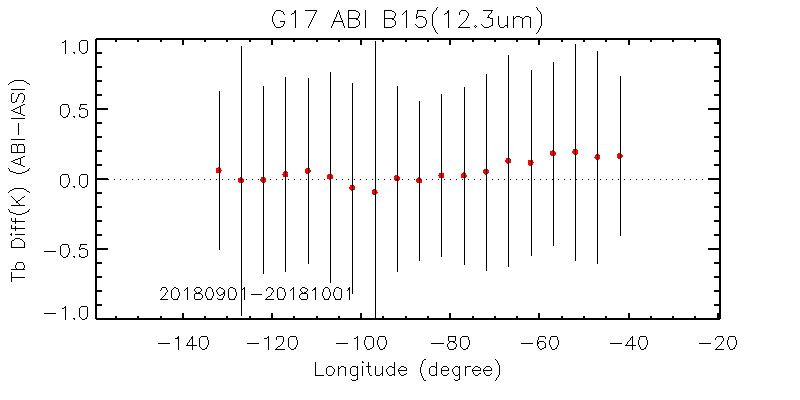 G17 ABI B15(12.3um)
Tb Diff(K) (ABI-IASI)
1.0
0.5
0.0
-0.5
-1.0
20180901-20181001
-140 -120 -100 -80 -60 -40 -20
Longitude (degree)